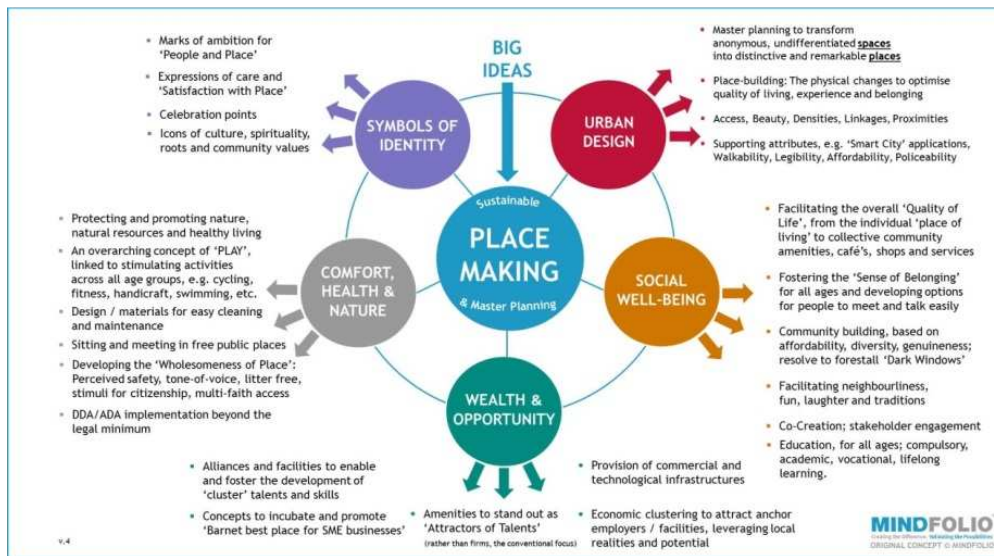 BIG
IDEAS
• Marks of ambition for
'People and Place'
• Expressions of care and
'Satisfaction with Place'
• Celebration points
• Icons of culture, spirituality,
roots and community values
SYMBOLS OF
IDENTITY
URBAN
DESIGN
• Master planning to transform
anonymous, undifferentiated spaces
into distinctive and remarkable places
• Place-building: The physical changes to optimise
quality of living, experience and belonging
• Access, Beauty, Densities, Linkages, Proximities
• Supporting attributes, e.g. 'Smart City' applications,
Walkability, Legibility, Affordability, Policeability
Sustainable
PLACE
MAKING
& Master Planning
• Protecting and promoting nature,
natural resources and healthy living
• An overarching concept of 'PLAY',
linked to stimulating activities
across all age groups, e.g. cycling,
fitness, handicraft, swimming, etc.
• Design / materials for easy cleaning
and maintenance
• Sitting and meeting in free public places
• Developing the 'Wholesomeness of Place':
Perceived safety, tone-of-voice, litter free,
stimuli for citizenship, multi-faith access
• DDA/ADA implementation beyond the
legal minimum
COMFORT,
HEALTH &
NATURE
SOCIAL
WELL-BEING
• Facilitating the overall 'Quality of
Life', from the individual 'place of
living' to collective community
amenities, café's, shops and services
• Fostering the 'Sense of Belonging'
for all ages and developing options
for people to meet and talk easily
• Community building, based on
affordability, diversity, genuineness;
resolve to forestall 'Dark Windows'
• Facilitating neighbourliness,
fun, laughter and traditions
• Co-Creation; stakeholder engagement
• Education, for all ages; compulsory,
academic, vocational, lifelong
learning.
WEALTH &
OPPORTUNITY
• Alliances and facilities to enable
and foster the development of
'cluster' talents and skills
• Concepts to incubate and promote
'Barnet best place for SME businesses'
• Amenities to stand out as
'Attractors of Talents'
(rather than firms, the conventional focus)
• Provision of commercial and
technological infrastructures
• Economic clustering to attract anchor
employers / facilities, leveraging local
realities and potential
v.4
MINDFOLIO
Creating the Difference, Validating the Possibilities
ORIGINAL CONCEPT © MINDFOLIO